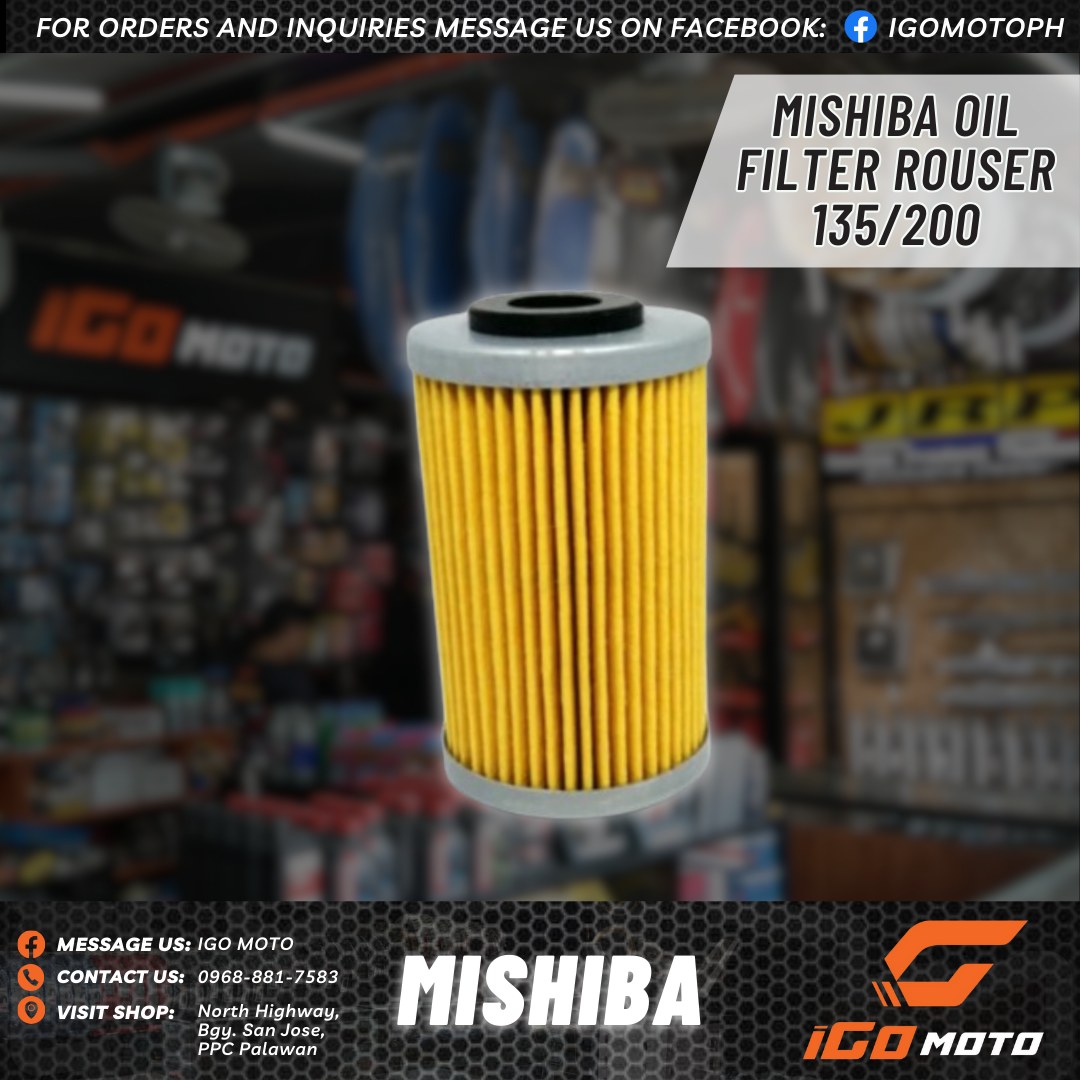 FOR ORDERS AND INQUIRIES MESSAGE US ON FACEBOOK: IGOMOTOPH
MISHIBA OIL
FILTER ROUSER
135/200
iGO MOTO
JRP
MESSAGE US: IGO MOTO
CONTACT US: 0968-881-7583
VISIT SHOP: North Highway,
Bgy. San Jose,
PPC Palawan
MISHIBA
iGO MOTO